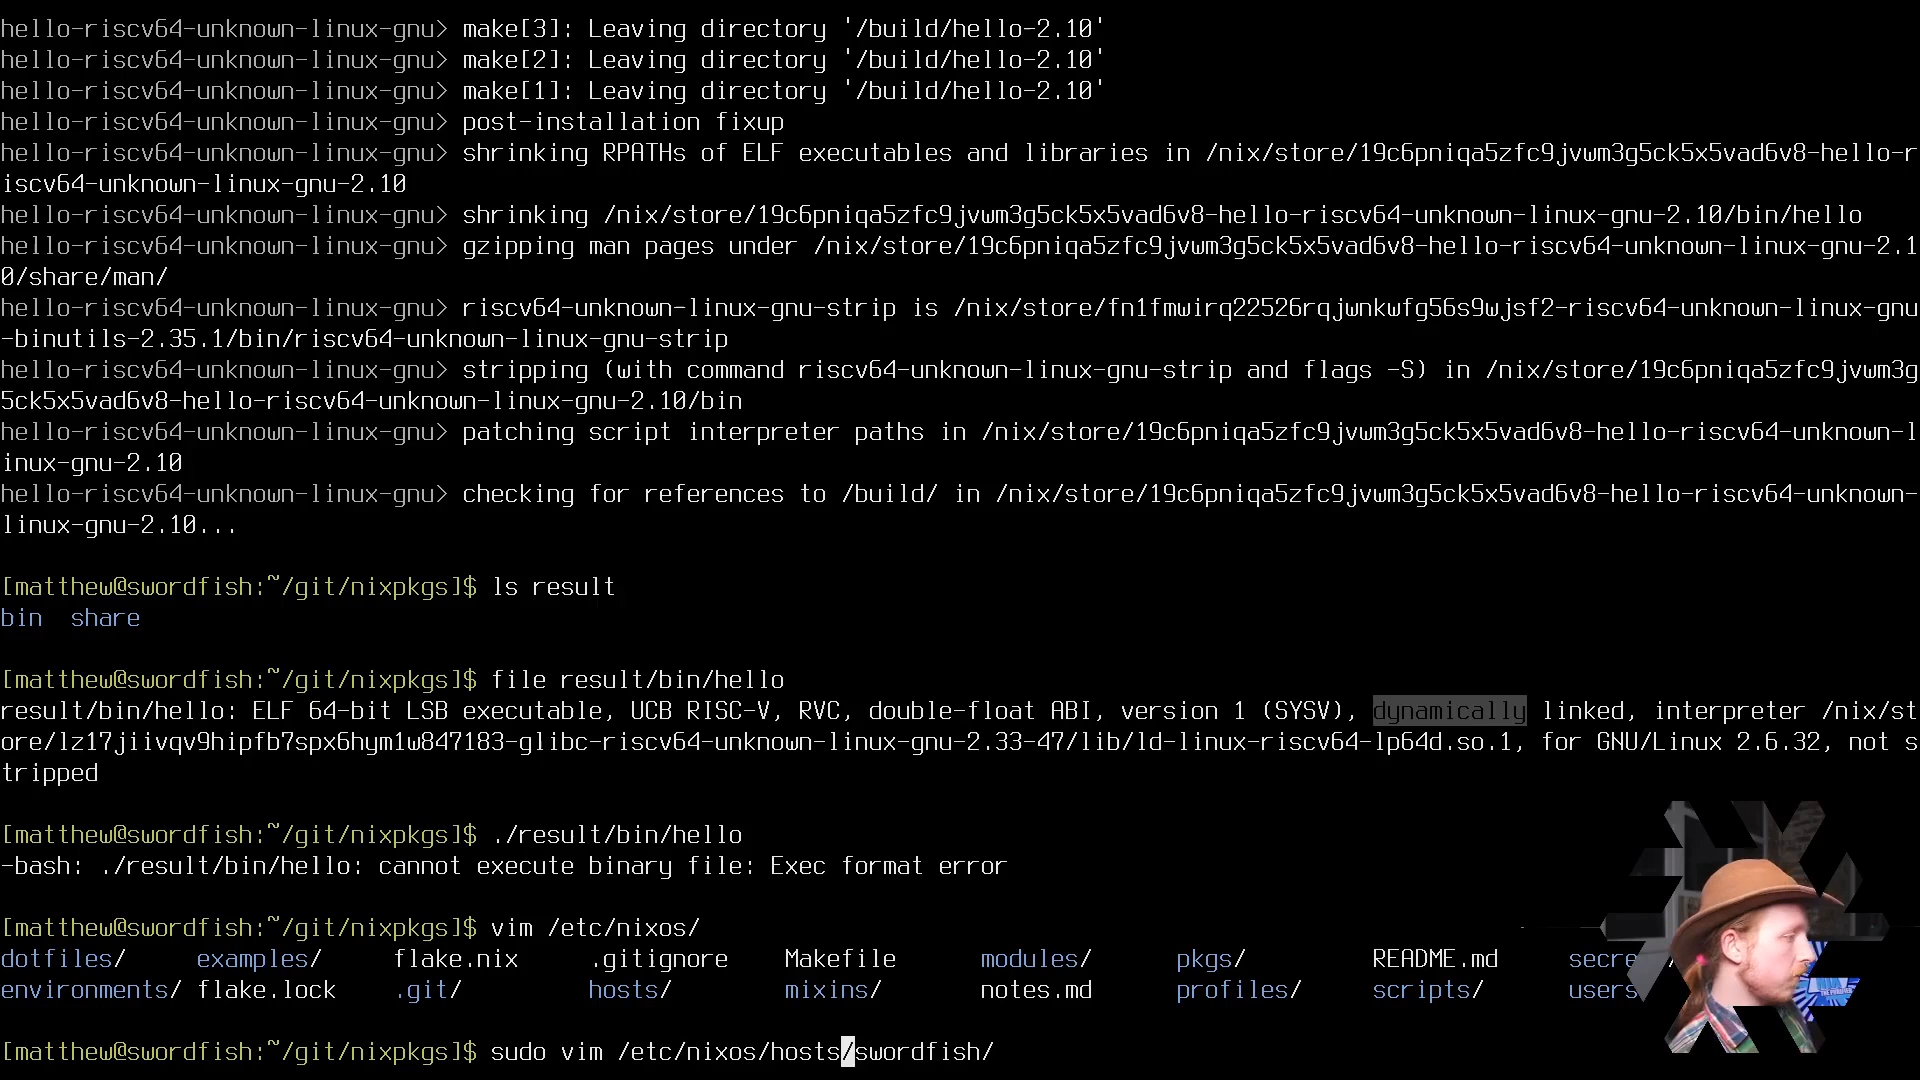 hello-riscv64-unknown-linux-gnu> make[3]: Leaving directory '/build/hello-2.10'
hello-riscv64-unknown-linux-gnu> make[2]: Leaving directory '/build/hello-2.10'
hello-riscv64-unknown-linux-gnu> make[1]: Leaving directory '/build/hello-2.10'
hello-riscv64-unknown-linux-gnu> post-installation fixup
hello-riscv64-unknown-linux-gnu> shrinking RPATHs of ELF executables and libraries in /nix/store/19c6pniqa5zfc9jvwm3g5ck5x5vad6v8-hello-r
iscv64-unknown-linux-gnu-2.10
hello-riscv64-unknown-linux-gnu> shrinking /nix/store/19c6pniqa5zfc9jvwm3g5ck5x5vad6v8-hello-riscv64-unknown-linux-gnu-2.10/bin/hello
hello-riscv64-unknown-linux-gnu> gzipping man pages under /nix/store/19c6pniqa5zfc9jvwm3g5ck5x5vad6v8-hello-riscv64-unknown-linux-gnu-2.1
0/share/man/
hello-riscv64-unknown-linux-gnu> riscv64-unknown-linux-gnu-strip is /nix/store/fn1fmwirq22526rqjwnkwfg56s9wjsf2-riscv64-unknown-linux-gnu
-binutils-2.35.1/bin/riscv64-unknown-linux-gnu-strip
hello-riscv64-unknown-linux-gnu> stripping (with command riscv64-unknown-linux-gnu-strip and flags -S) in /nix/store/19c6pniqa5zfc9jvwm3g
5ck5x5vad6v8-hello-riscv64-unknown-linux-gnu-2.10/bin
hello-riscv64-unknown-linux-gnu> patching script interpreter paths in /nix/store/19c6pniqa5zfc9jvwm3g5ck5x5vad6v8-hello-riscv64-unknown-l
inux-gnu-2.10
hello-riscv64-unknown-linux-gnu> checking for references to /build/ in /nix/store/19c6pniqa5zfc9jvwm3g5ck5x5vad6v8-hello-riscv64-unknown-
linux-gnu-2.10...
[matthew@swordfish:~/git/nixpkgs]$ ls result
bin  share
[matthew@swordfish:~/git/nixpkgs]$ file result/bin/hello
result/bin/hello: ELF 64-bit LSB executable, UCB RISC-V, RVC, double-float ABI, version 1 (SYSV), dynamically linked, interpreter /nix/st
ore/lz17jiivqv9hipfb7spx6hym1w847183-glibc-riscv64-unknown-linux-gnu-2.33-47/lib/ld-linux-riscv64-lp64d.so.1, for GNU/Linux 2.6.32, not s
tripped
[matthew@swordfish:~/git/nixpkgs]$ ./result/bin/hello
-bash: ./result/bin/hello: cannot execute binary file: Exec format error
[matthew@swordfish:~/git/nixpkgs]$ vim /etc/nixos/
dotfiles/ examples/ flake.nix .gitignore Makefile modules/ pkgs/ README.md secre /
environments/ flake.lock .git/ hosts/ mixins/ notes.md profiles/ scripts/ users
[matthew@swordfish:~/git/nixpkgs]$ sudo vim /etc/nixos/hosts/swordfish/